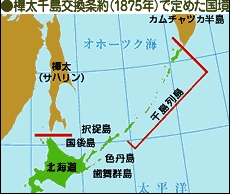 ●樺太千島交換条約(1875年)で定めた国境
カムチャツカ半島
オホーツク海
樺太
(サハリン)
千島列島
択捉島
国後島
北海道
色丹島
歯舞群島
太平洋